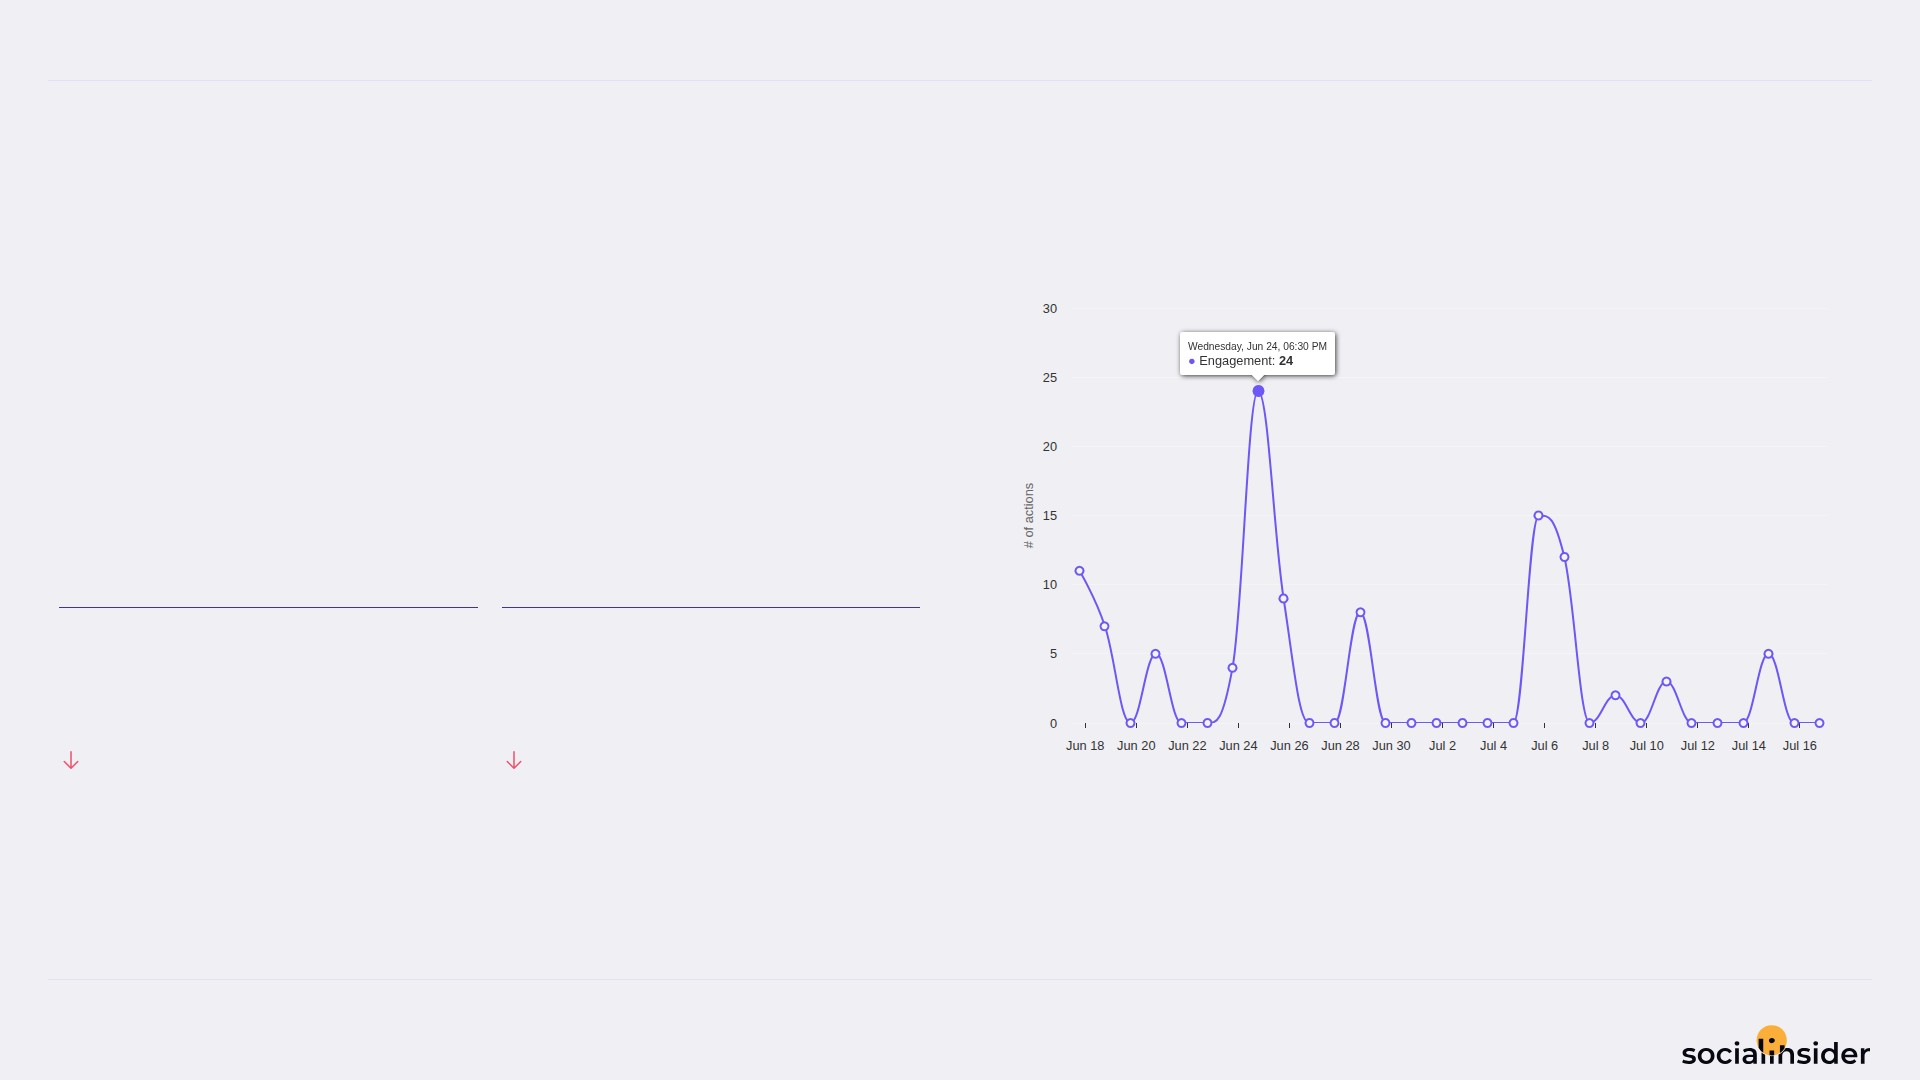 30
Wednesday, Jun 24, 06:30 PM
● Engagement: 24
25
20
# of actions
15
10
5
0
Jun 18 Jun 20 Jun 22 Jun 24 Jun 26 Jun 28 Jun 30 Jul 2 Jul 4 Jul 6 Jul 8 Jul 10 Jul 12 Jul 14 Jul 16
socialinsider